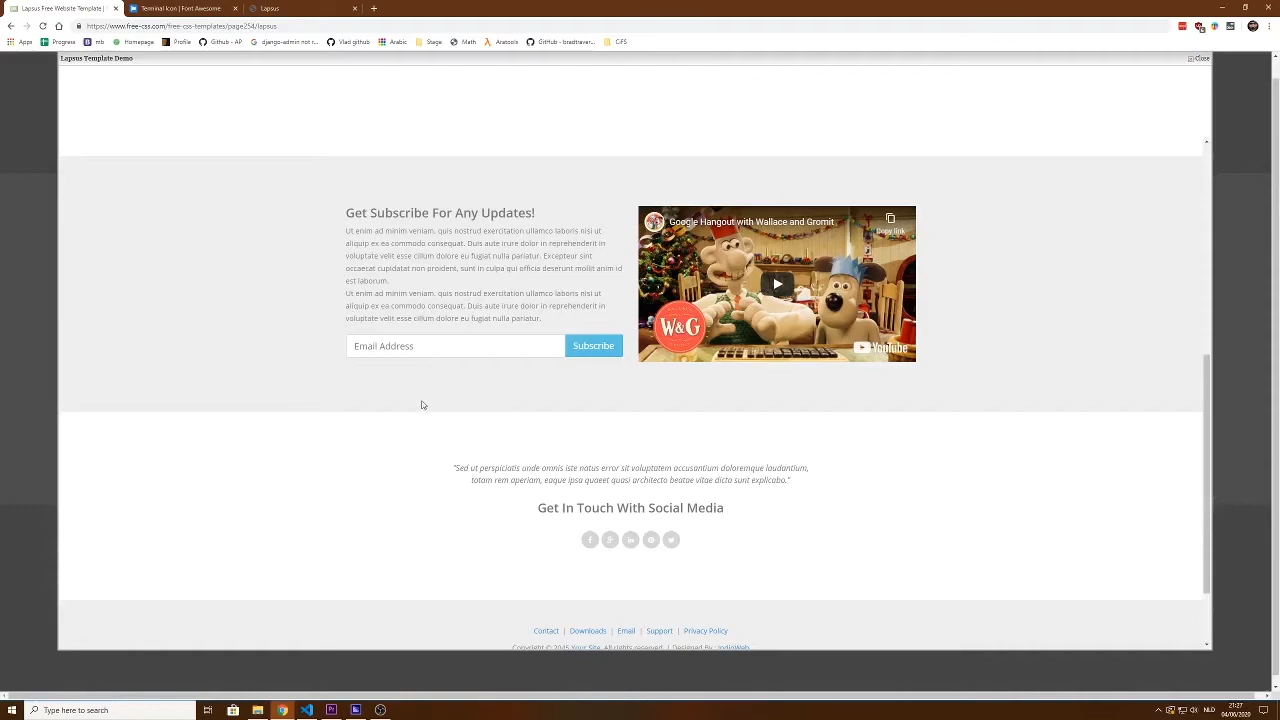 Lapsus Free Website Template |
Terminal Icon | Font Awesome
Lapsus
https://www.free-css.com/free-css-templates/page254/lapsus
Apps
Progress
mb
Homepage
Profile
Github - AP
django-admin not r...
Vlad github
Arabic
Stage
Math
Aratools
GitHub - bradtraver...
GiFS
Lapsus Template Demo
Close
Get Subscribe For Any Updates!
Ut enim ad minim veniam, quis nostrud exercitation ullamco laboris nisi ut
aliquip ex ea commodo consequat. Duis aute irure dolor in reprehenderit in
voluptate velit esse cillum dolore eu fugiat nulla pariatur. Excepteur sint
occaecat cupidatat non proident, sunt in culpa qui officia deserunt mollit anim id
est laborum.
Ut enim ad minim veniam, quis nostrud exercitation ullamco laboris nisi ut
aliquip ex ea commodo consequat. Duis aute irure dolor in reprehenderit in
voluptate velit esse cillum dolore eu fugiat nulla pariatur.
Email Address
Subscribe
Google Hangout with Wallace and Gromit
Copy link
W&G
YouTube
"Sed ut perspiciatis unde omnis iste natus error sit voluptatem accusantium doloremque laudantium,
totam rem aperiam, eaque ipsa quaeet quasi architecto beatae vitae dicta sunt explicabo."
Get In Touch With Social Media
Contact | Downloads | Email | Support | Privacy Policy
Copyright © 2045 Your Site. All rights reserved. | Designed By : IndioWeb
Type here to search
NLD
21:27
04/06/2020